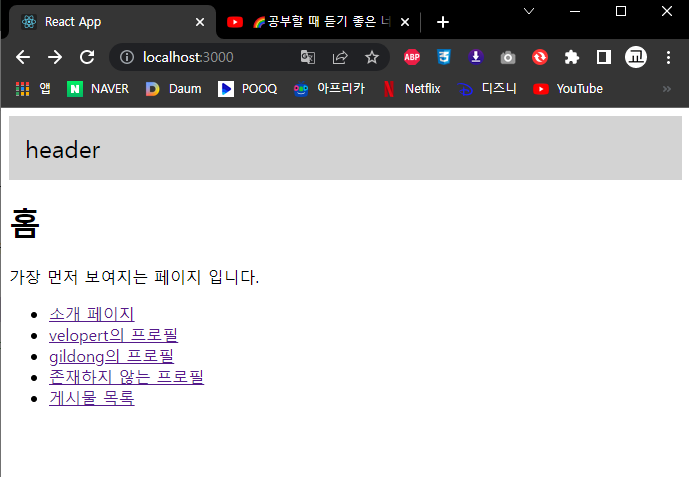 React App
🌈공부할 때 듣기 좋은 너
localhost:3000
ABP
교
앱
NAVER
Daum
POOQ
아프리카
Netflix
디즈니
YouTube
header
홈
가장 먼저 보여지는 페이지 입니다.
소개 페이지
velopert의 프로필
gildong의 프로필
존재하지 않는 프로필
게시물 목록